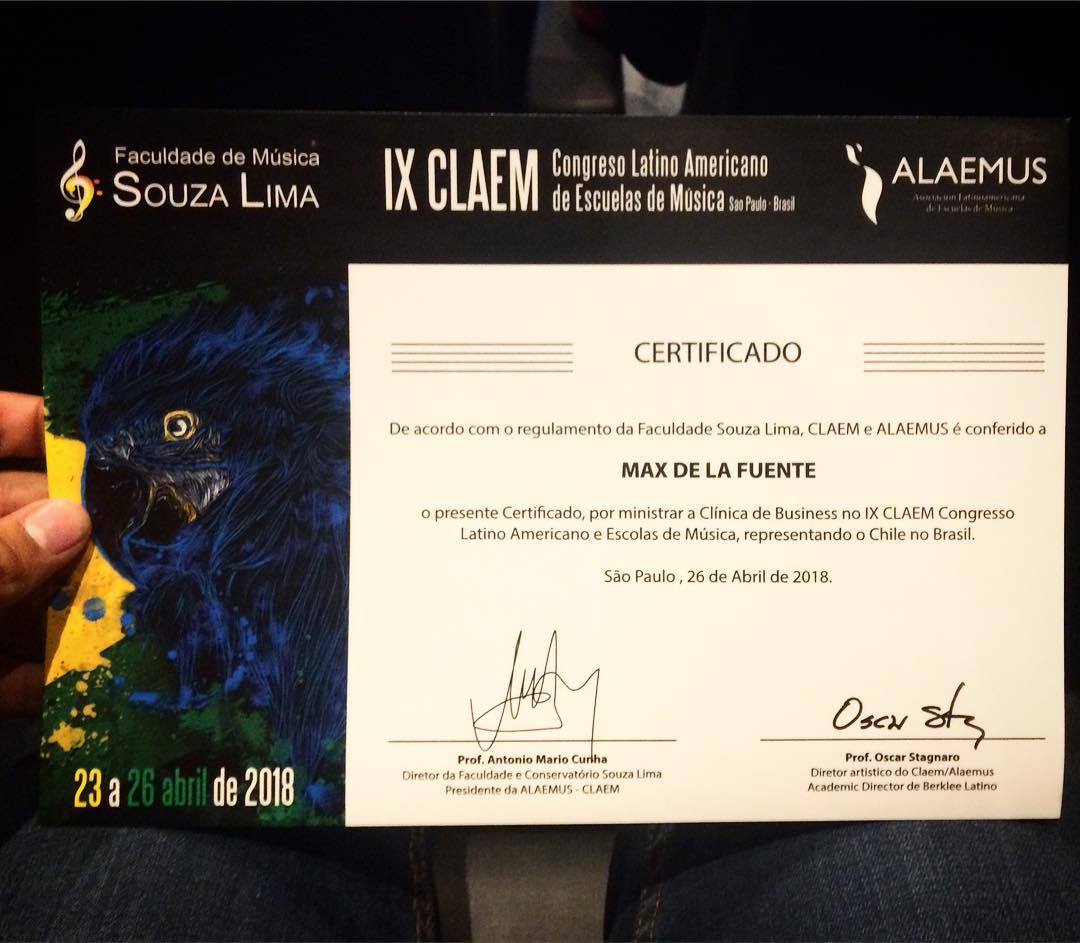 Faculdade de Música
SOUZA LIMA
IX CLAEM
Congreso Latino Americano
de Escuelas de Música Sao Paulo - Brasil
ALAEMUS
Asociacion Latinoamericana
de Escuelas de Música
CERTIFICADO
De acordo com o regulamento da Faculdade Souza Lima, CLAEM e ALAEMUS é conferido a
MAX DE LA FUENTE
o presente Certificado, por ministrar a Clínica de Business no IX CLAEM Congresso
Latino Americano e Escolas de Música, representando o Chile no Brasil.
São Paulo , 26 de Abril de 2018.
Prof. Antonio Mario Cunha
Diretor da Faculdade e Conservatório Souza Lima
Presidente da ALAEMUS - CLAEM
Oscar
Prof. Oscar Stagnaro
Diretor artistico do Claem/Alaemus
Academic Director de Berklee Latino
23 a 26 abril de 2018